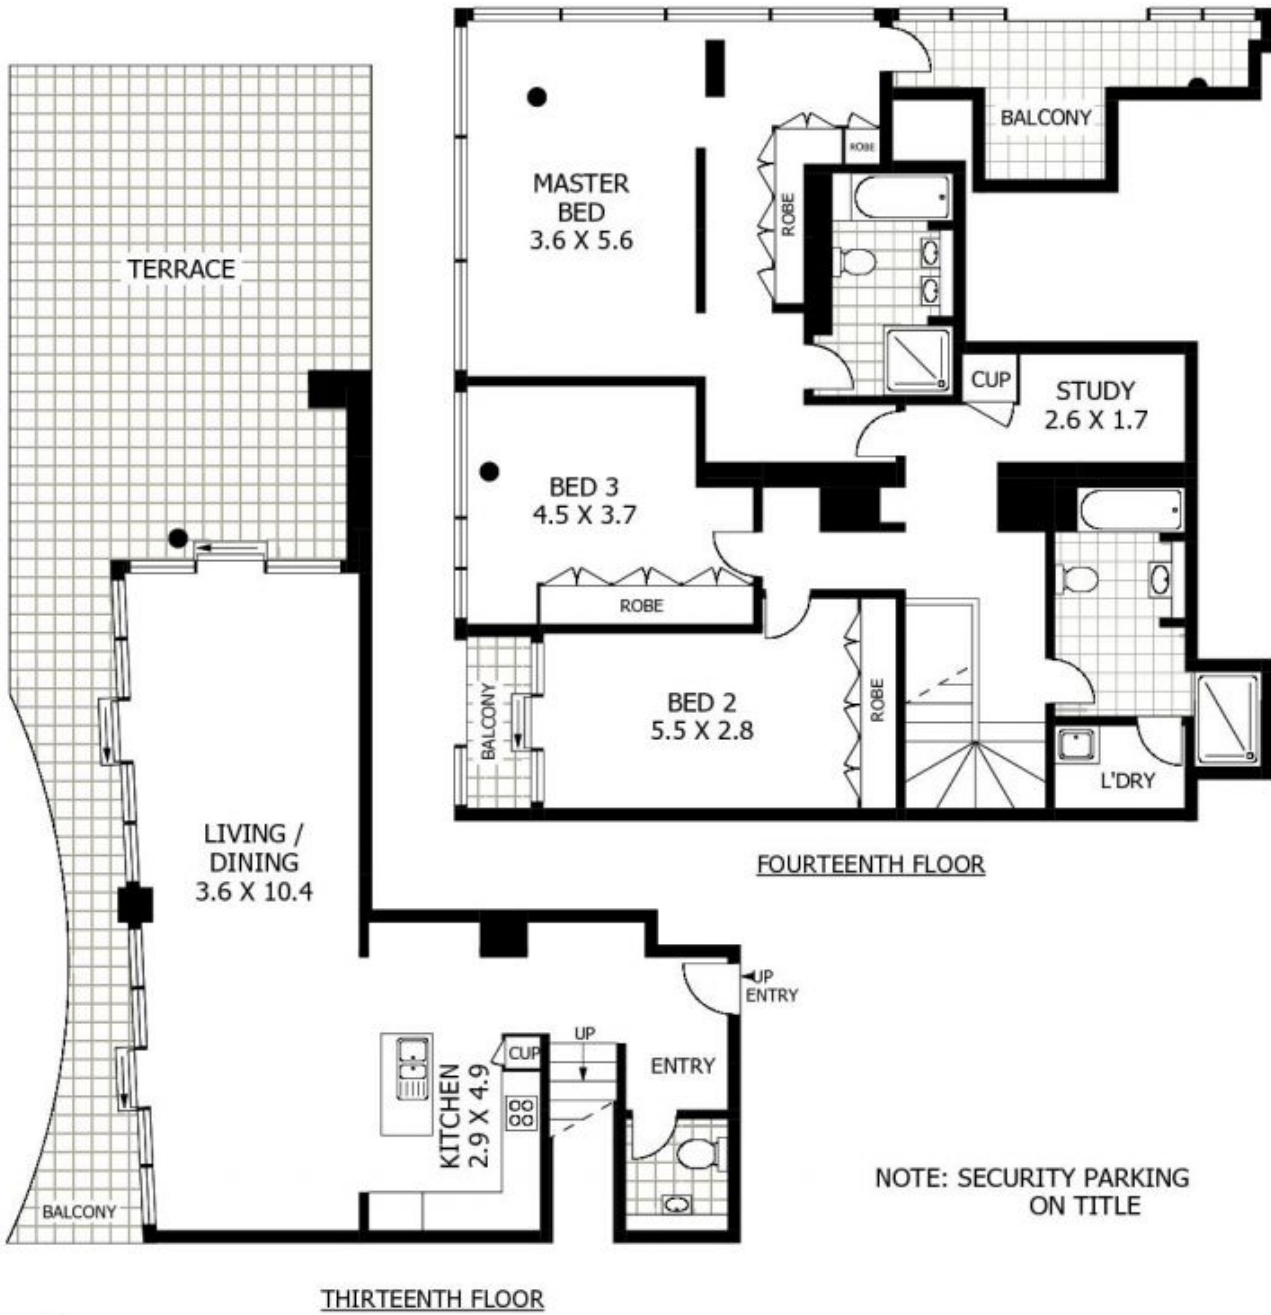 BALCONY
MASTER
BED
3.6 X 5.6
ROBE
ROBE
TERRACE
CUP
STUDY
2.6 X 1.7
BED 3
4.5 X 3.7
ROBE
BALCONY
BED 2
5.5 X 2.8
ROBE
L'DRY
FOURTEENTH FLOOR
LIVING /
DINING
3.6 X 10.4
UP
ENTRY
UP
CUP
ENTRY
KITCHEN
2.9 X 4.9
BALCONY
NOTE: SECURITY PARKING
ON TITLE
THIRTEENTH FLOOR